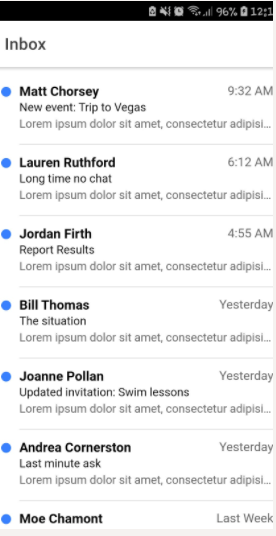 96% 12:1
Inbox
Matt Chorsey 9:32 AM
New event: Trip to Vegas
Lorem ipsum dolor sit amet, consectetur adipisi...
Lauren Ruthford 6:12 AM
Long time no chat
Lorem ipsum dolor sit amet, consectetur adipisi...
Jordan Firth 4:55 AM
Report Results
Lorem ipsum dolor sit amet, consectetur adipisi...
Bill Thomas Yesterday
The situation
Lorem ipsum dolor sit amet, consectetur adipisi...
Joanne Pollan Yesterday
Updated invitation: Swim lessons
Lorem ipsum dolor sit amet, consectetur adipisi...
Andrea Cornerston Yesterday
Last minute ask
Lorem ipsum dolor sit amet, consectetur adipisi...
Moe Chamont Last Week